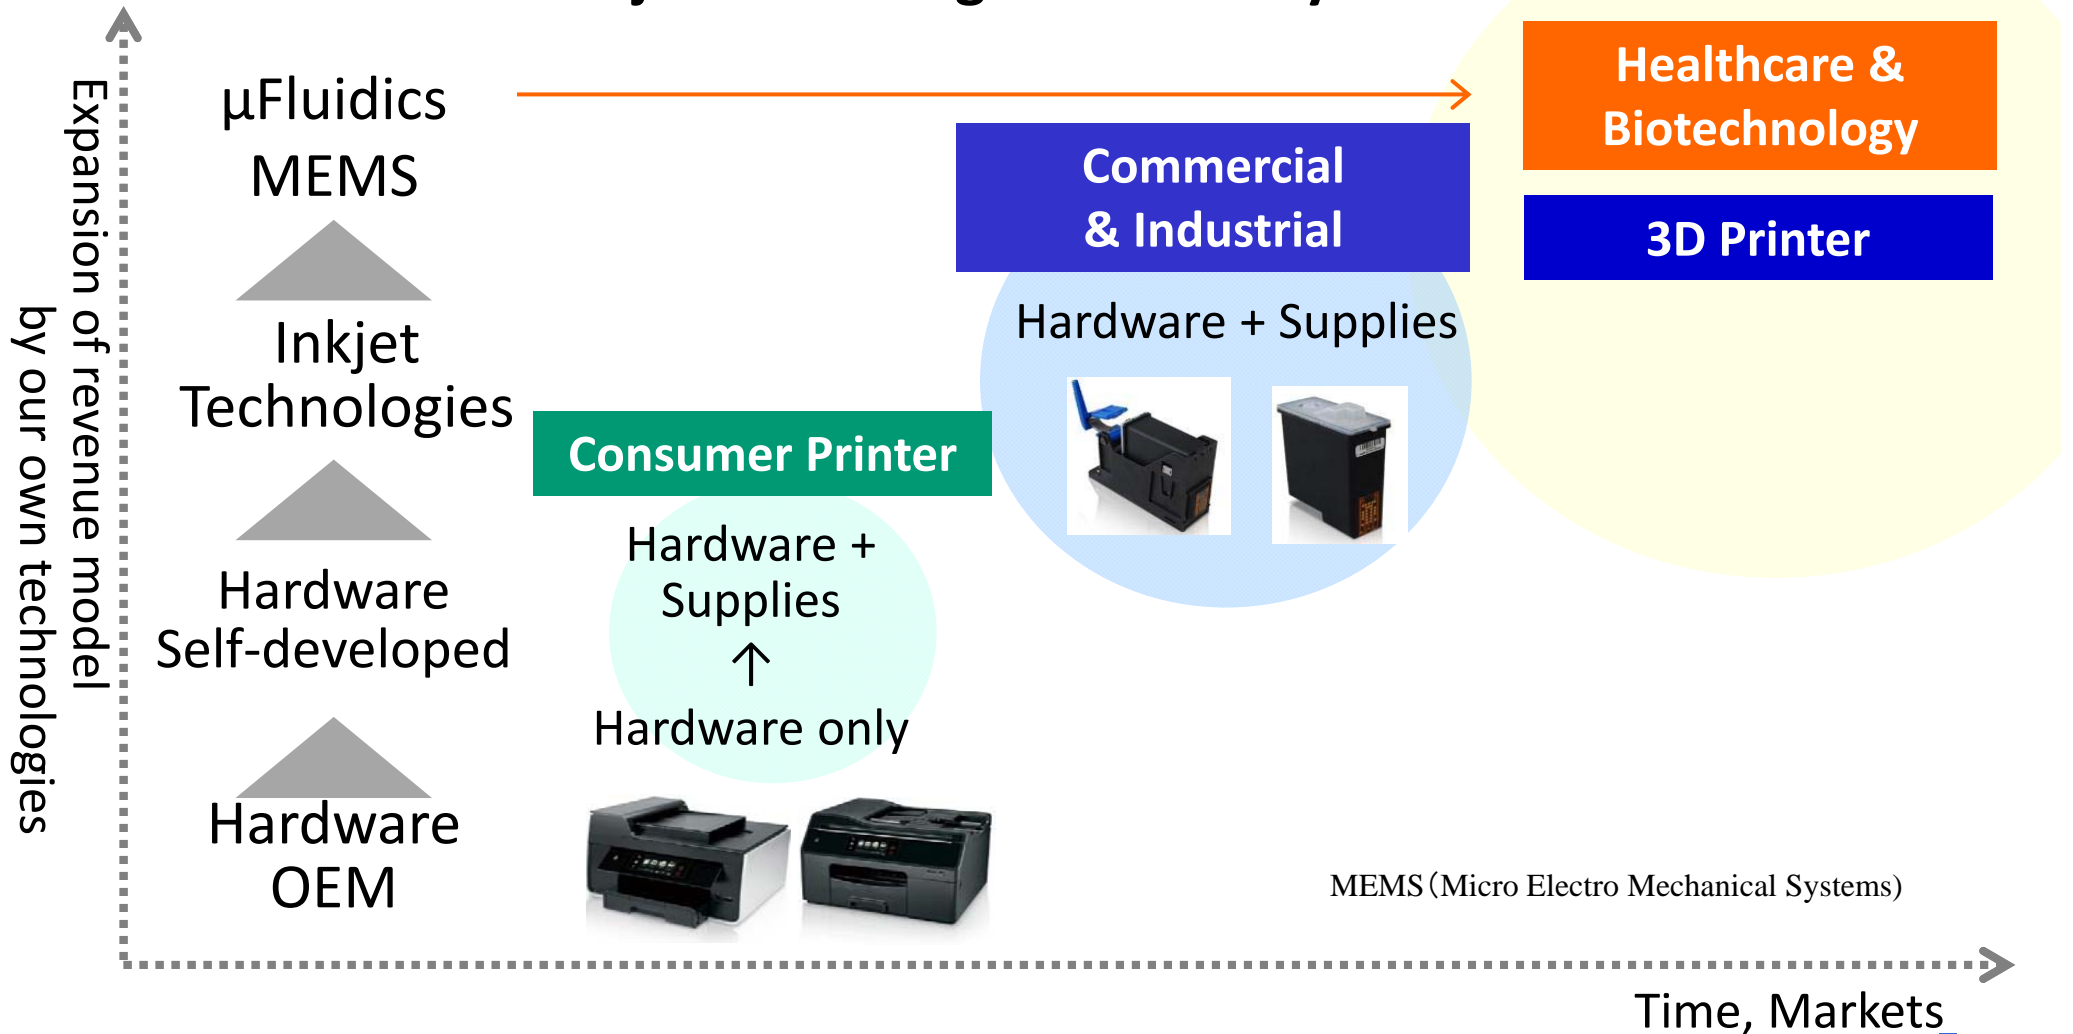 Expansion of revenue model
by our own technologies
µFluidics
MEMS
Inkjet
Technologies
Hardware
Self-developed
Hardware
OEM
Consumer Printer
Hardware +
Supplies
↑
Hardware only
Commercial
& Industrial
Hardware + Supplies
Healthcare &
Biotechnology
3D Printer
MEMS（Micro Electro Mechanical Systems)
Time, Markets